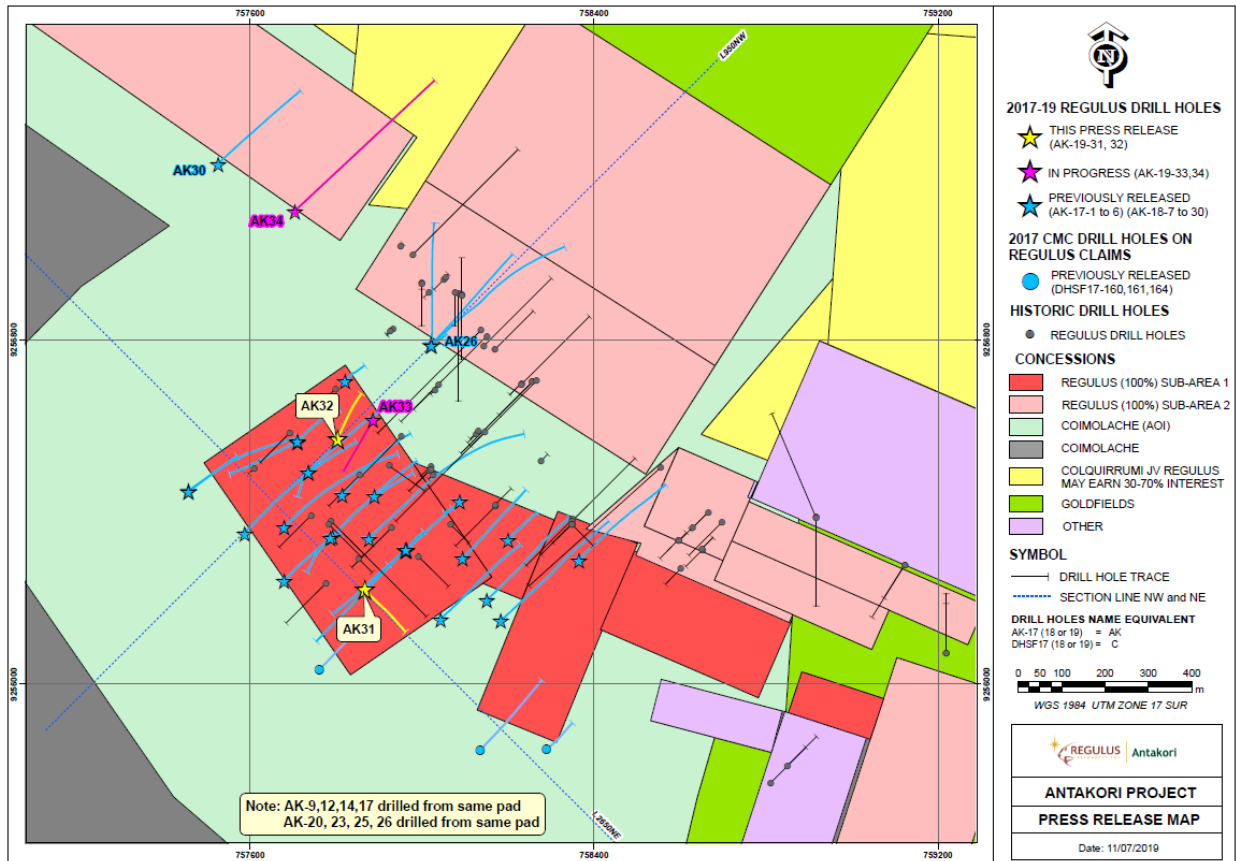 757600
758400
759200
9256800
9256000
757600
758400
759200
9256800
9256000
L950NW
L2650NE
AK30
AK34
AK26
AK32
AK33
AK31
Note: AK-9,12,14,17 drilled from same pad
AK-20, 23, 25, 26 drilled from same pad
N
2017-19 REGULUS DRILL HOLES
THIS PRESS RELEASE
(AK-19-31, 32)
IN PROGRESS (AK-19-33,34)
PREVIOUSLY RELEASED
(AK-17-1 to 6) (AK-18-7 to 30)
2017 CMC DRILL HOLES ON
REGULUS CLAIMS
PREVIOUSLY RELEASED
(DHSF17-160,161,164)
HISTORIC DRILL HOLES
REGULUS DRILL HOLES
CONCESSIONS
REGULUS (100%) SUB-AREA 1
REGULUS (100%) SUB-AREA 2
COIMOLACHE (AOI)
COIMOLACHE
COLQUIRRUMI JV REGULUS
MAY EARN 30-70% INTEREST
GOLDFIELDS
OTHER
SYMBOL
DRILL HOLE TRACE
SECTION LINE NW and NE
DRILL HOLES NAME EQUIVALENT
AK-17 (18 or 19) = AK
DHSF17 (18 or 19) = C
0 50 100 200 300 400
m
WGS 1984 UTM ZONE 17 SUR
REGULUS
Antakori
ANTAKORI PROJECT
PRESS RELEASE MAP
Date: 11/07/2019